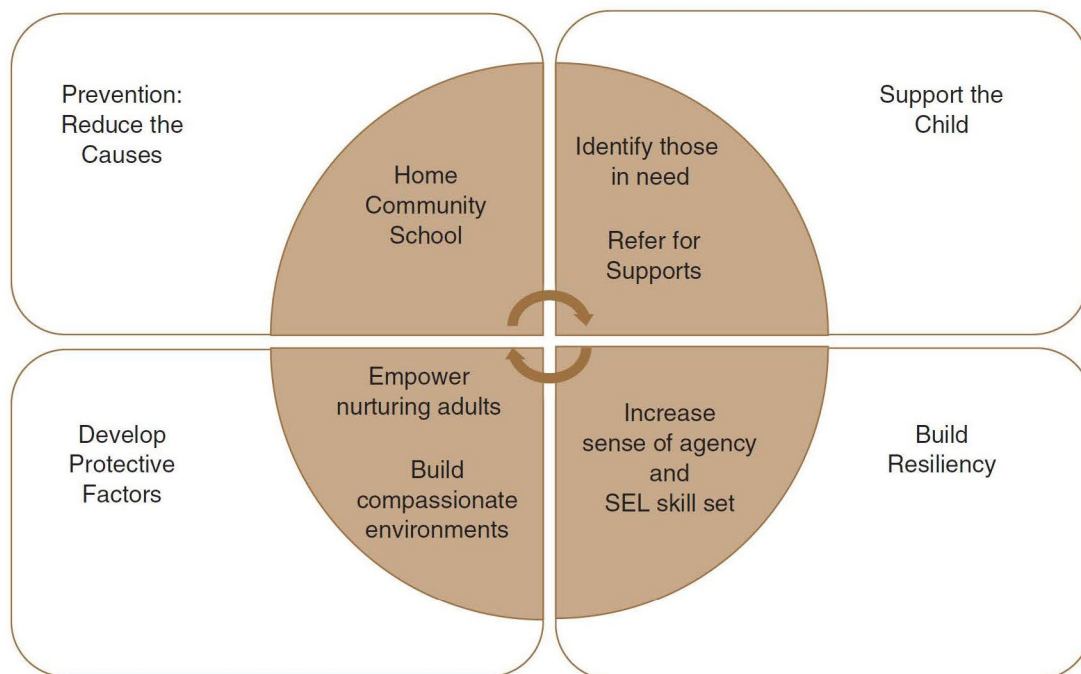 Prevention:
Reduce the
Causes
Home
Community
School
Identify those
in need
Refer for
Supports
Support the
Child
Develop
Protective
Factors
Empower
nurturing adults
Build
compassionate
environments
Increase
sense of agency
and
SEL skill set
Build
Resiliency